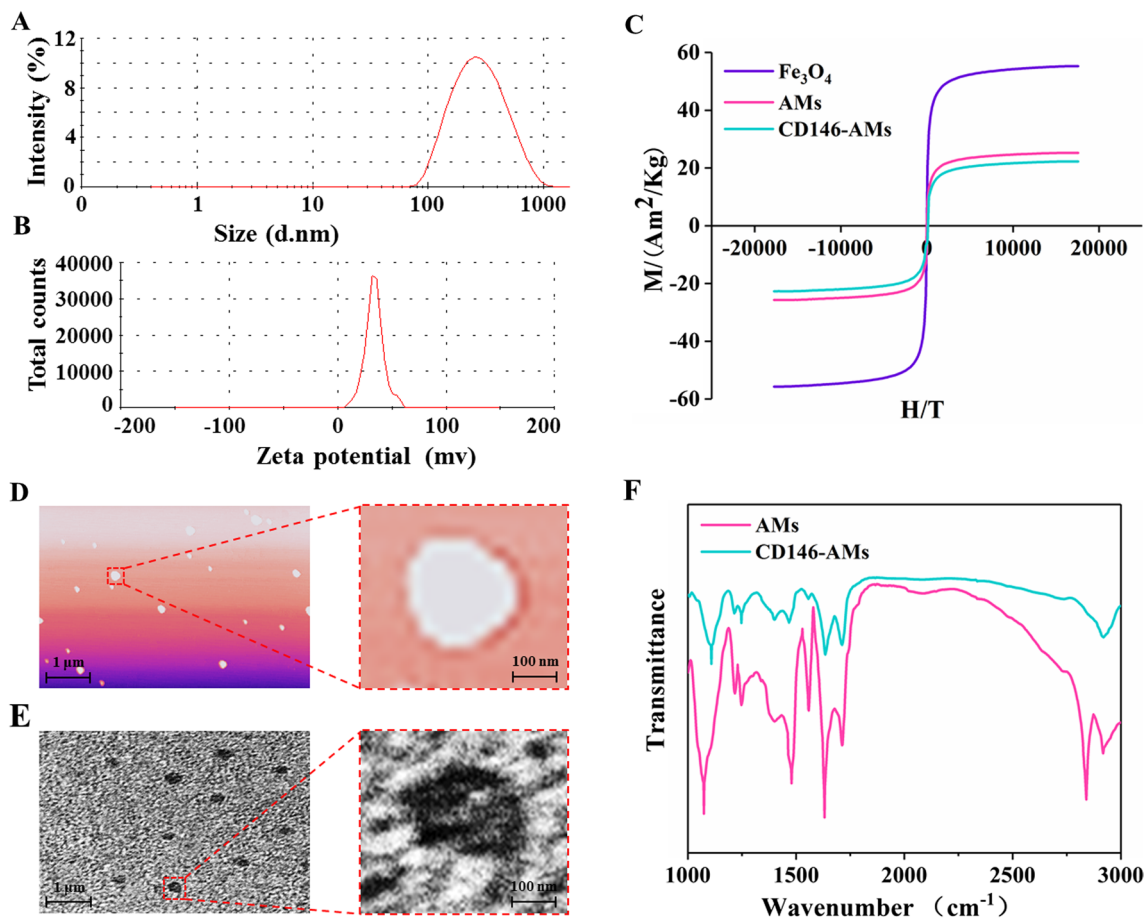 A
Intensity (%)
12
8
4
0
0 1 10 100 1000
Size (d.nm)
B
Total counts
40000
30000
20000
10000
0
-200 -100 0 100 200
Zeta potential (mv)
C
M/(Am²/Kg)
60
40
20
0
-20
-40
-60
-20000 -10000 0 10000 20000
H/T
Fe₃O₄
AMs
CD146-AMs
D
1 μm
100 nm
E
1 μm
100 nm
F
AMs
CD146-AMs
Transmittance
1000 1500 2000 2500 3000
Wavenumber (cm⁻¹)